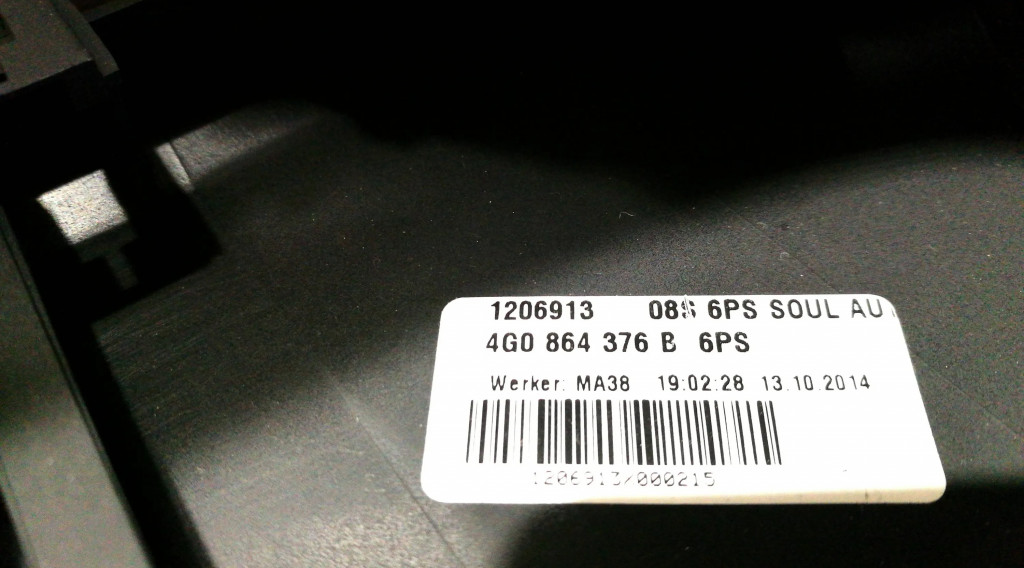 1206913 08S 6PS SOUL AU
4G0 864 376 B 6PS
Werker: MA38 19:02:28 13.10.2014
1206913/000215